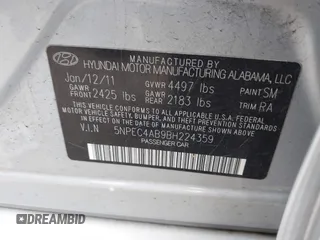 MANUFACTURED BY
HYUNDAI MOTOR MANUFACTURING ALABAMA, LLC
Jan/12/11 GVWR 4497 lbs PAINT SM
GAWR FRONT 2425 lbs GAWR REAR 2183 lbs TRIM RA
THIS VEHICLE CONFORMS TO ALL APPLICABLE U.S. FEDERAL
MOTOR VEHICLE SAFETY, BUMPER, AND THEFT PREVENTION
STANDARDS IN EFFECT ON THE DATE OF MANUFACTURE SHOWN ABOVE.
V.I.N 5NPEC4AB9BH224359
PASSENGER CAR
DREAMBID